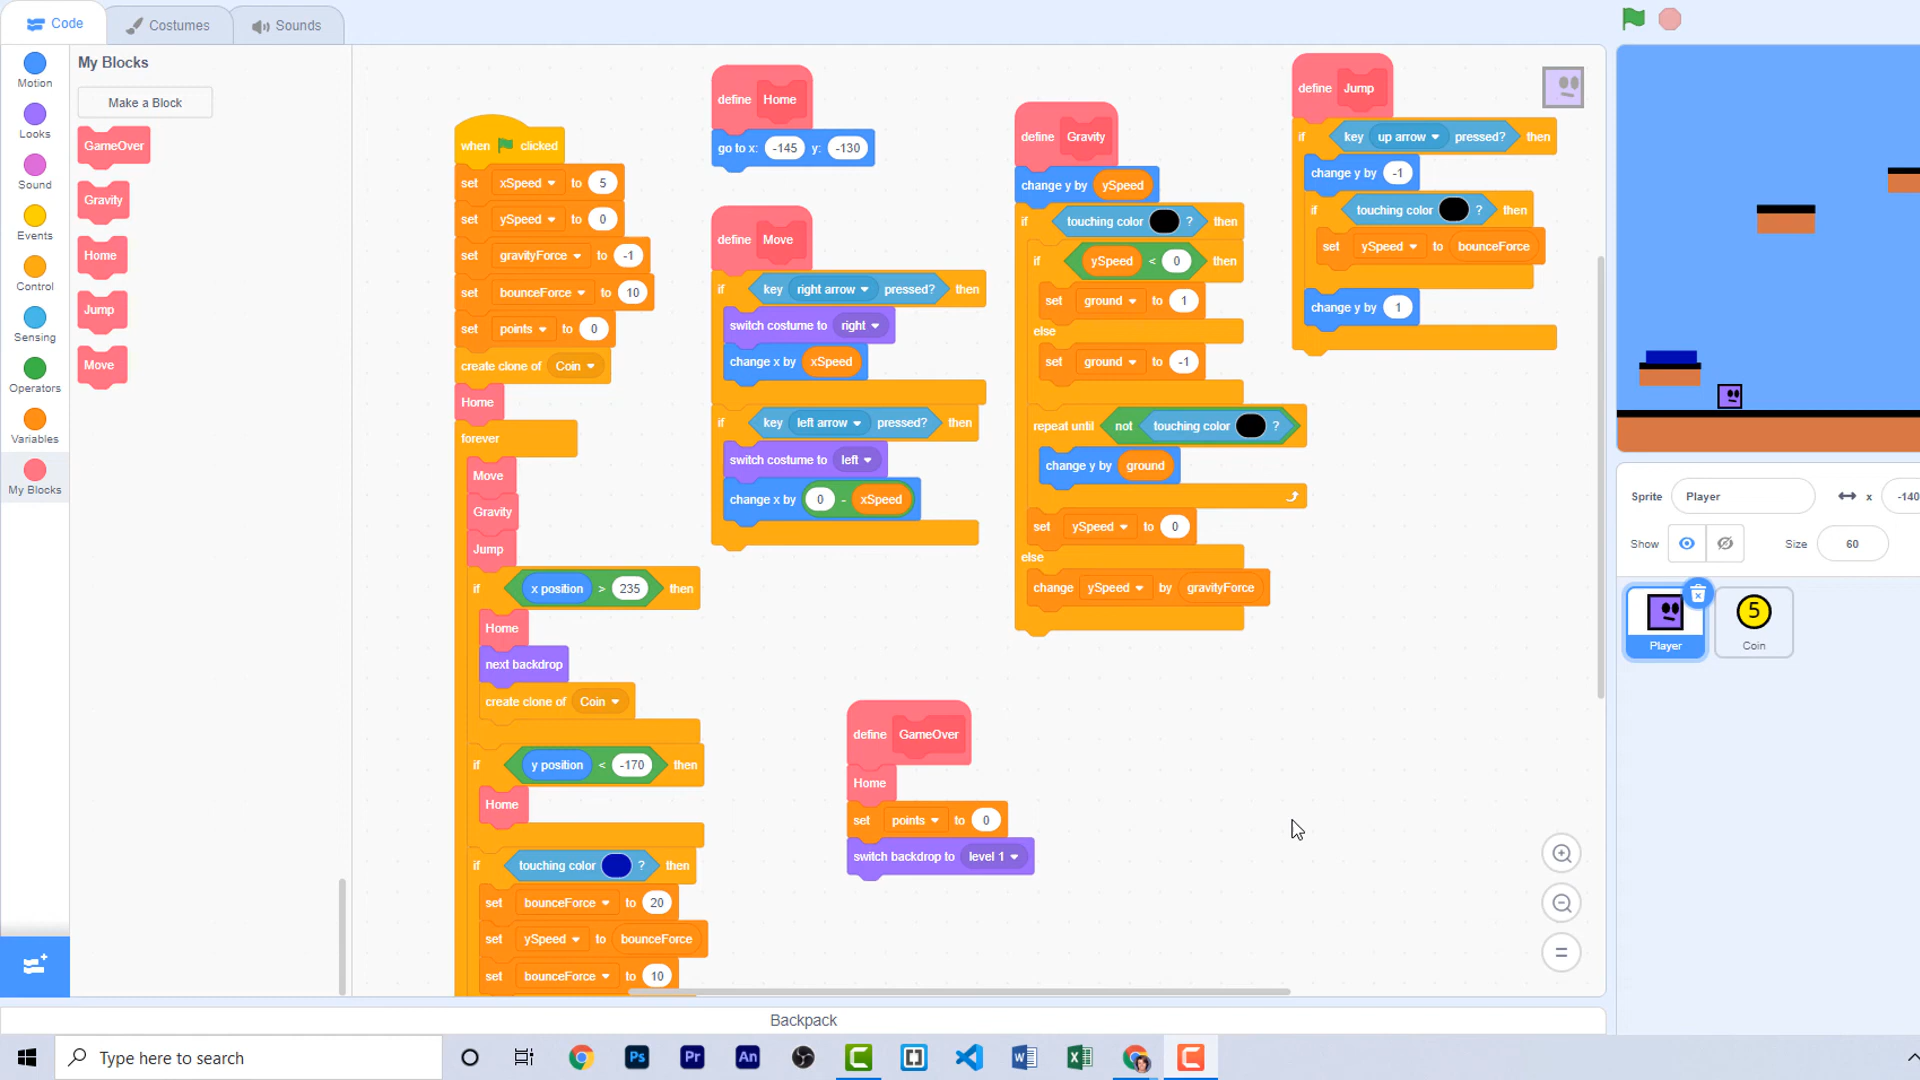 Code
Costumes
Sounds
Motion
Looks
Sound
Events
Control
Sensing
Operators
Variables
My Blocks
My Blocks
Make a Block
GameOver
Gravity
Home
Jump
Move
when clicked
set xSpeed to 5
set ySpeed to 0
set gravityForce to -1
set bounceForce to 10
set points to 0
create clone of Coin
Home
forever
Move
Gravity
Jump
if x position > 235 then
Home
next backdrop
create clone of Coin
if y position < -170 then
Home
if touching color ? then
set bounceForce to 20
set ySpeed to bounceForce
set bounceForce to 10
define Home
go to x: -145 y: -130
define Move
if key right arrow pressed? then
switch costume to right
change x by xSpeed
if key left arrow pressed? then
switch costume to left
change x by 0 - xSpeed
define GameOver
Home
set points to 0
switch backdrop to level 1
define Gravity
change y by ySpeed
if touching color ? then
if ySpeed < 0 then
set ground to 1
else
set ground to -1
repeat until not touching color ?
change y by ground
set ySpeed to 0
else
change ySpeed by gravityForce
define Jump
if key up arrow pressed? then
change y by -1
if touching color ? then
set ySpeed to bounceForce
change y by 1
Sprite Player x -140
Show Size 60
Player
5
Coin
Backpack
Type here to search
Ps
Pr
An